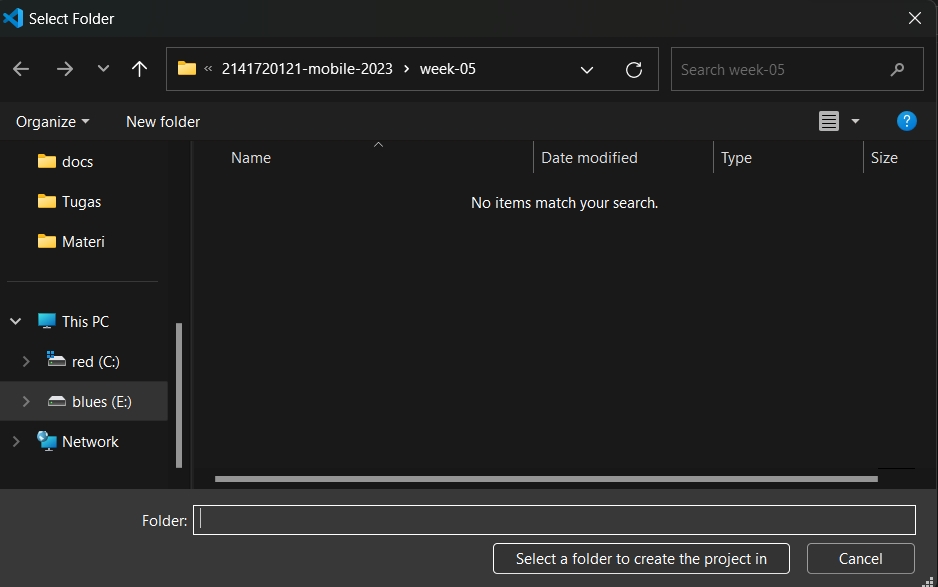 Select Folder
« 2141720121-mobile-2023 › week-05
Search week-05
Organize
New folder
?
docs
Tugas
Materi
This PC
red (C:)
blues (E:)
Network
Name
Date modified
Type
Size
No items match your search.
Folder:
Select a folder to create the project in
Cancel